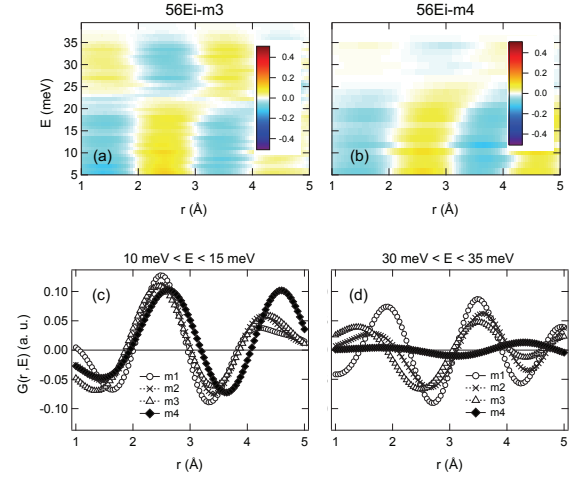 56Ei-m3
56Ei-m4
E (meV)
35
30
25
20
15
10
5
0.4
0.2
0.0
-0.2
-0.4
(a)
1
2
3
4
5
r (Å)
0.4
0.2
0.0
-0.2
-0.4
(b)
1
2
3
4
5
r (Å)
10 meV < E < 15 meV
30 meV < E < 35 meV
G(r ,E) (a. u.)
0.10
0.05
0.00
-0.05
-0.10
(c)
m1
m2
m3
m4
1
2
3
4
5
r (Å)
(d)
m1
m2
m3
m4
1
2
3
4
5
r (Å)